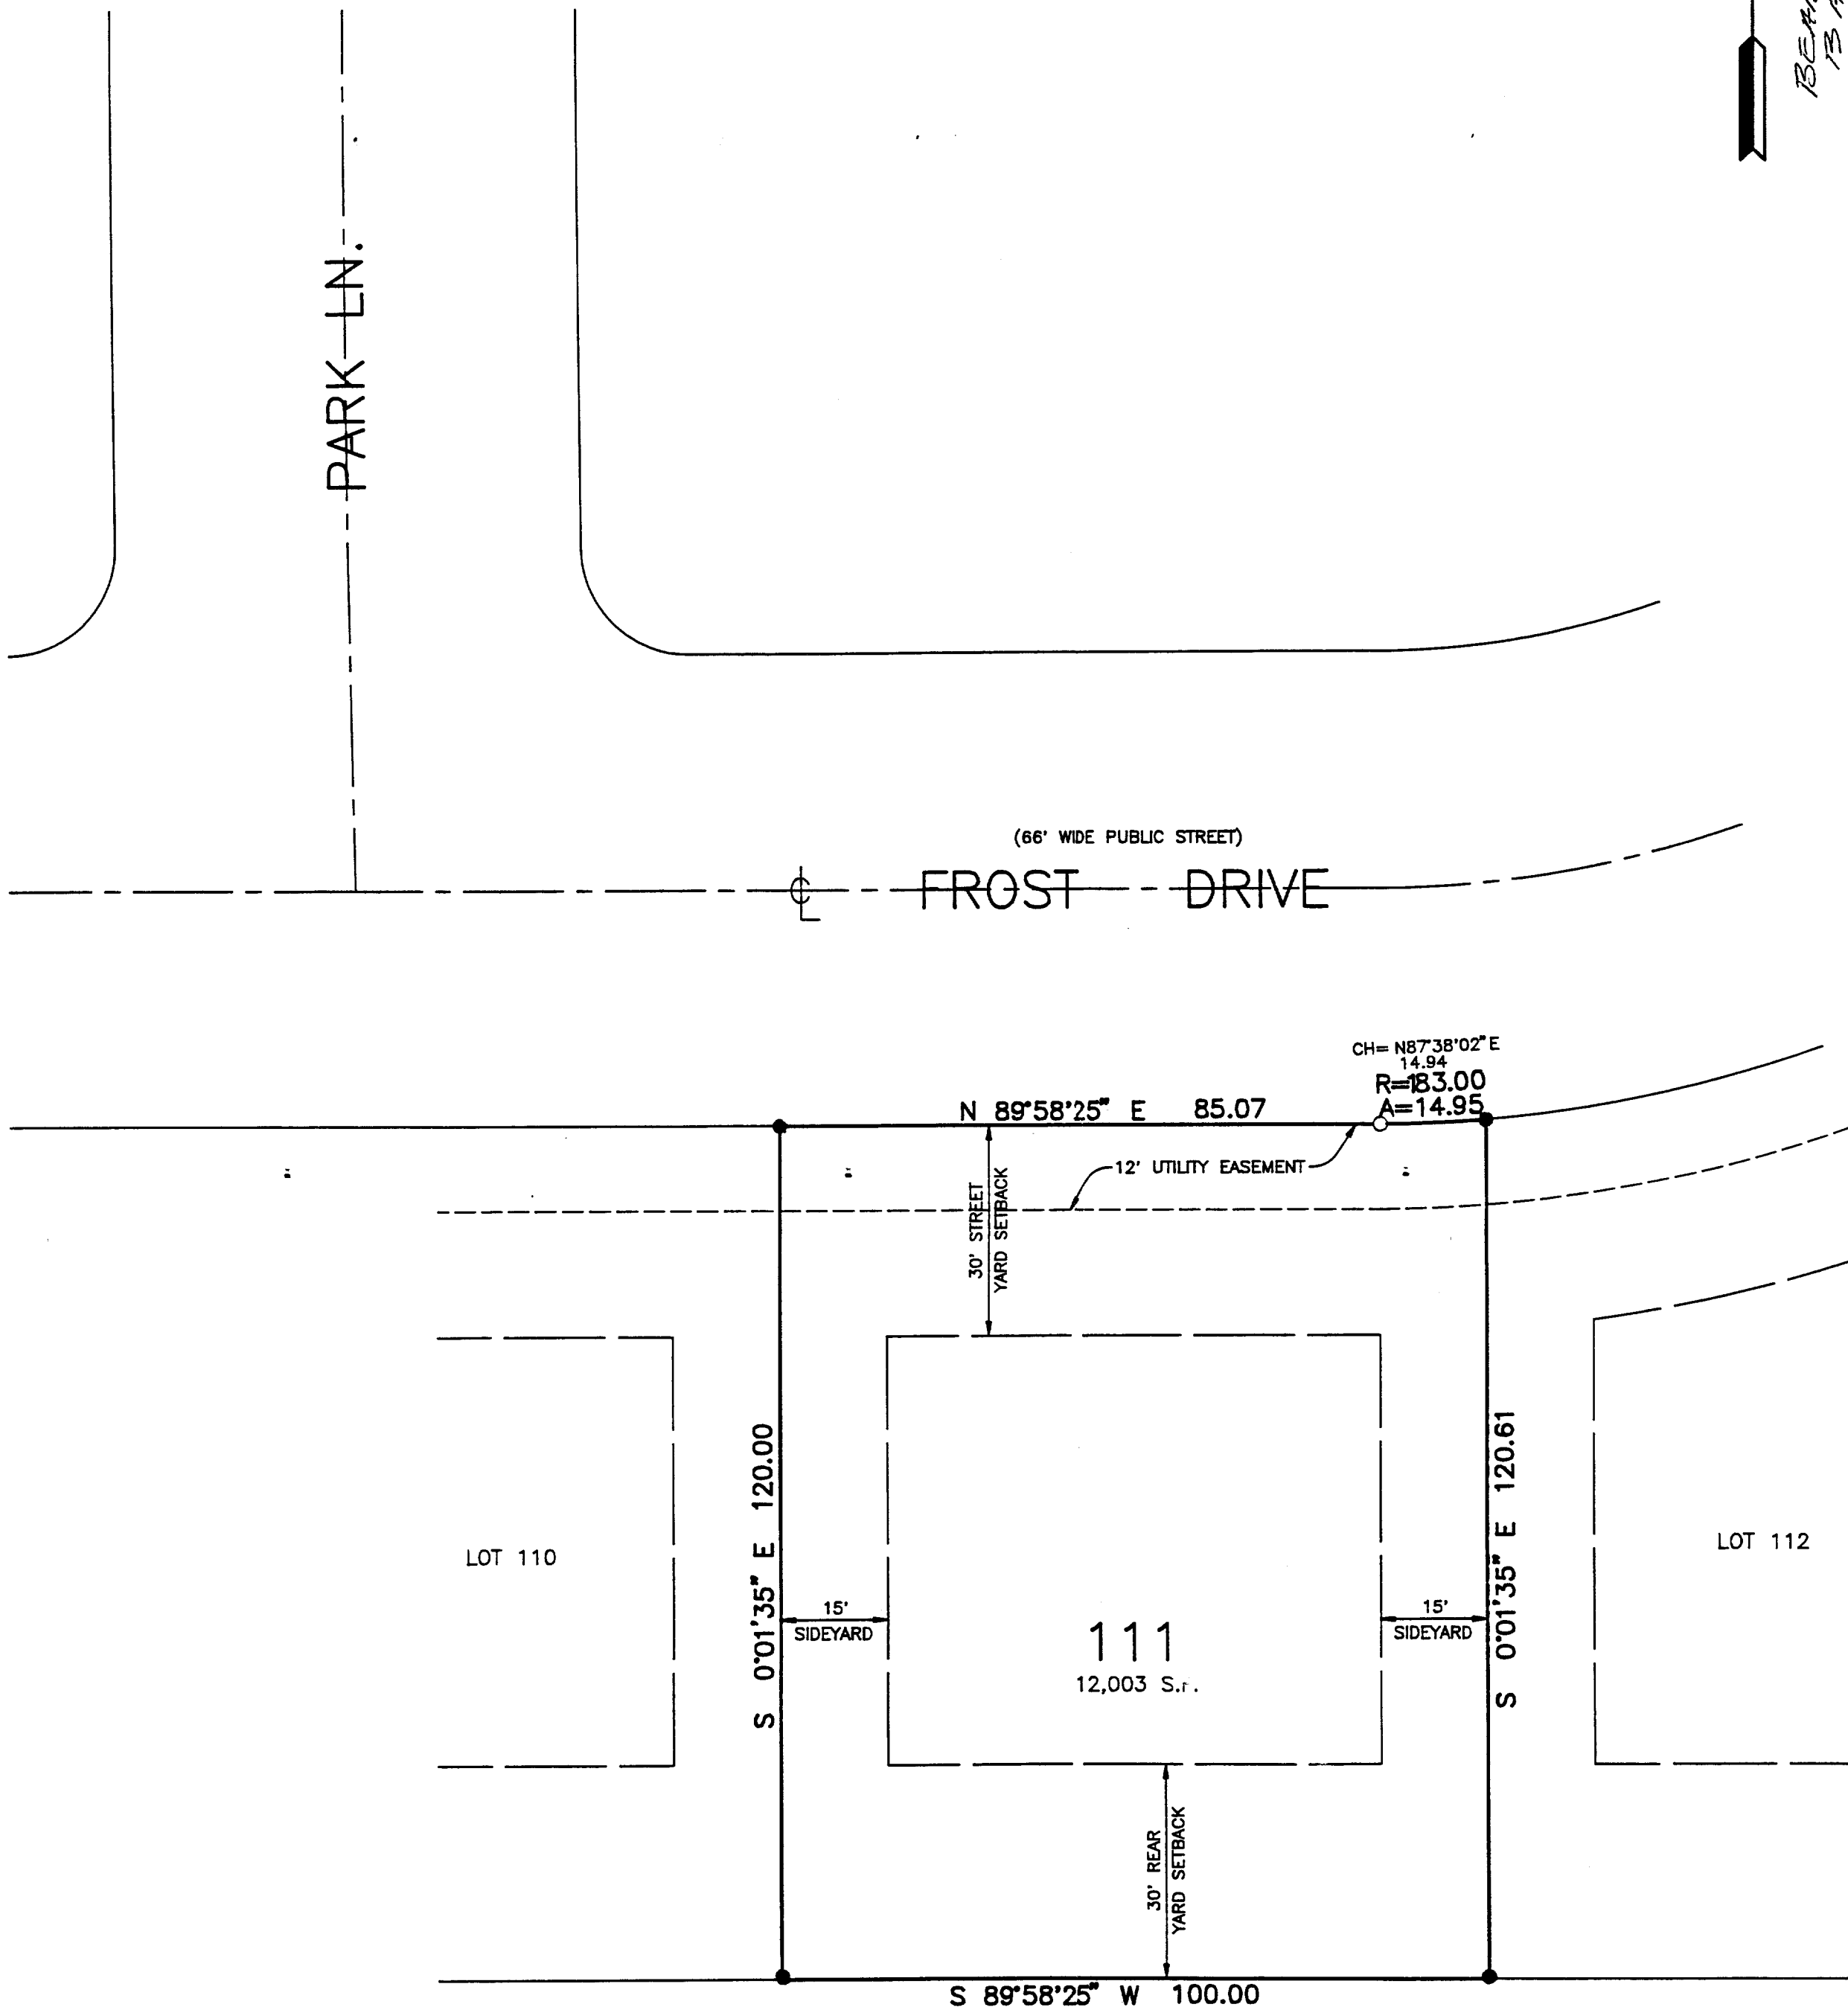 PARK LN.
(66' WIDE PUBLIC STREET)
CL
FROST DRIVE
CH= N87°38'02" E
14.94
R=183.00
A=14.95
N 89°58'25" E 85.07
12' UTILITY EASEMENT
30' STREET
YARD SETBACK
S 0°01'35" E 120.00
S 0°01'35" E 120.61
LOT 110
LOT 112
15'
SIDEYARD
15'
SIDEYARD
111
12,003
30' REAR
YARD SETBACK
S 89°58'25" W 100.00